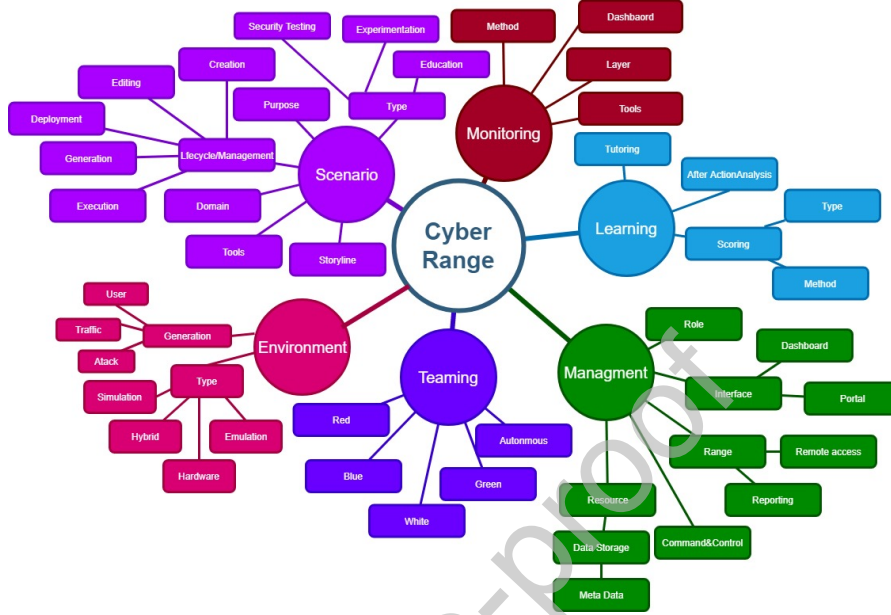 Cyber
Range
Scenario
Security Testing
Experimentation
Education
Type
Purpose
Creation
Editing
Deployment
Generation
Execution
LIfecycle/Management
Domain
Tools
Storyline
Monitoring
Method
Dashbaord
Layer
Tools
Learning
Tutoring
After ActionAnalysis
Scoring
Type
Method
Managment
Role
Interface
Dashboard
Portal
Range
Remote access
Reporting
Command&Control
Resource
Data Storage
Meta Data
Teaming
Red
Blue
White
Green
Autonmous
Environment
Generation
User
Traffic
Atack
Type
Simulation
Hybrid
Hardware
Emulation
-proof